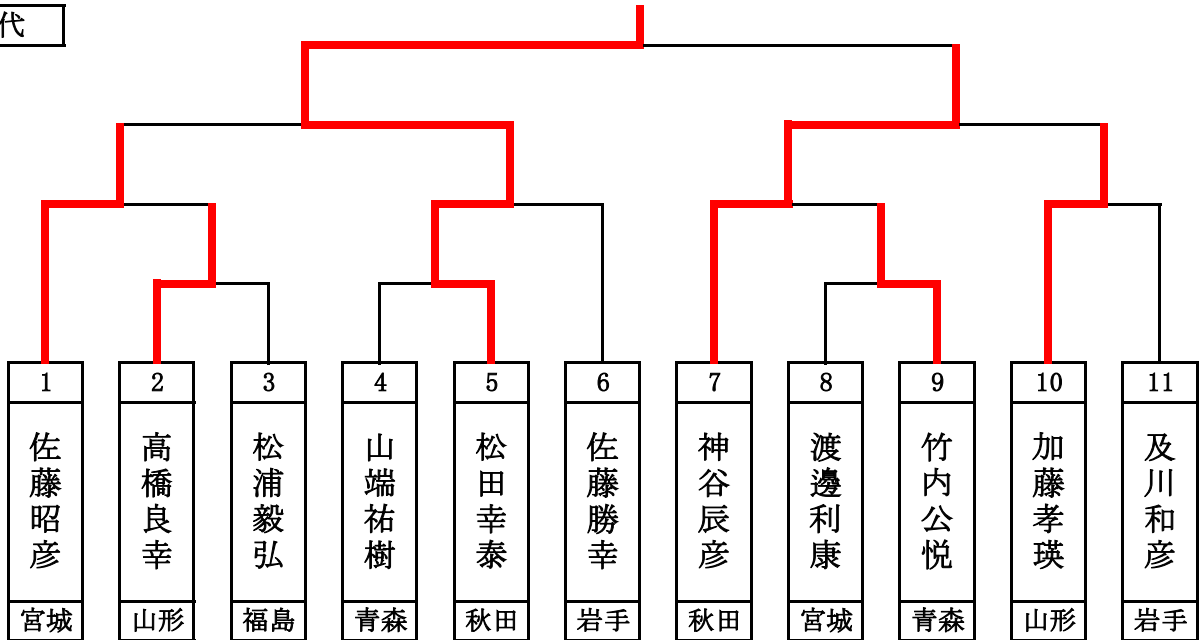 代
1 2 3 4 5 6 7 8 9 10 11
佐藤昭彦
高橋良幸
松浦毅弘
山端祐樹
松田幸泰
佐藤勝幸
神谷辰彦
渡邊利康
竹内公悦
加藤孝瑛
及川和彦
宮城 山形 福島 青森 秋田 岩手 秋田 宮城 青森 山形 岩手